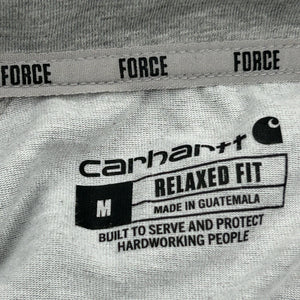 FORCE FORCE FORCE
carhartt
M RELAXED FIT
MADE IN GUATEMALA
BUILT TO SERVE AND PROTECT
HARDWORKING PEOPLE